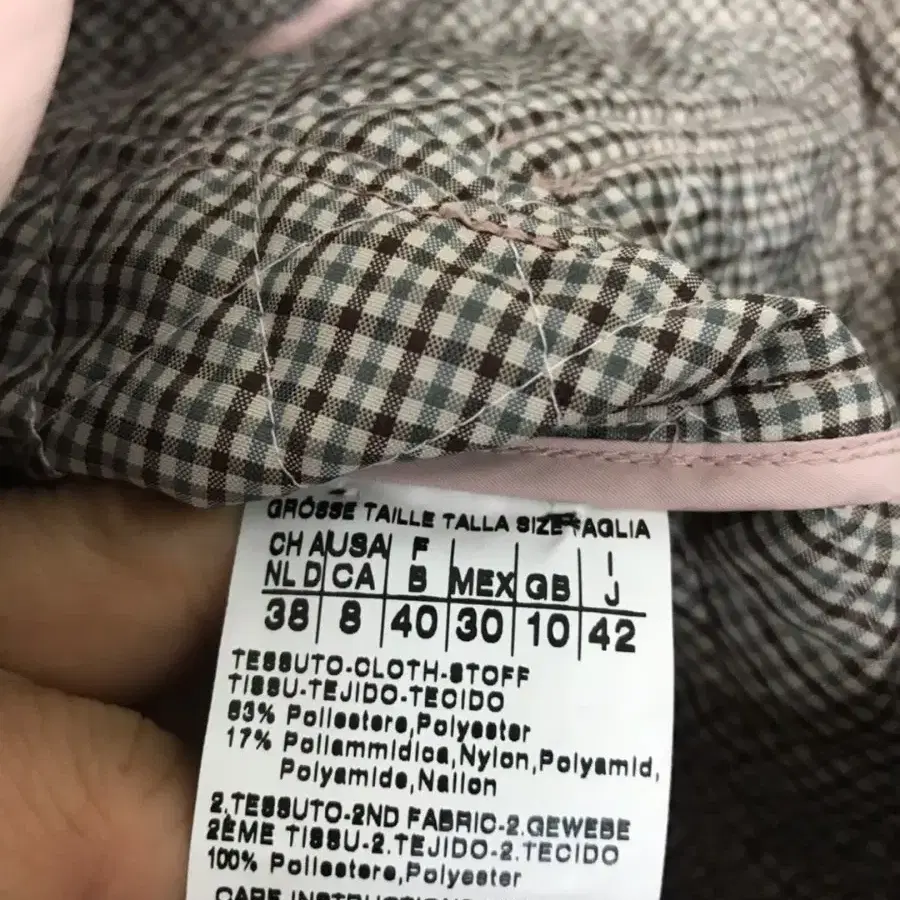 GRÖSSE TAILLE TALLA SIZE TAGLIA
CH A USA F I
NL D CA B MEX GB J
38 8 40 30 10 42
TESSUTO-CLOTH-STOFF
TISSU-TEJIDO-TECIDO
83% Poliestere,Polyester
17% Poliammidica,Nylon,Polyamid,
Polyamide,Nailon
2.TESSUTO-2ND FABRIC-2.GEWEBE
2ÈME TISSU-2.TEJIDO-2.TECIDO
100% Poliestere,Polyester
CARE INSTRUCTIONS